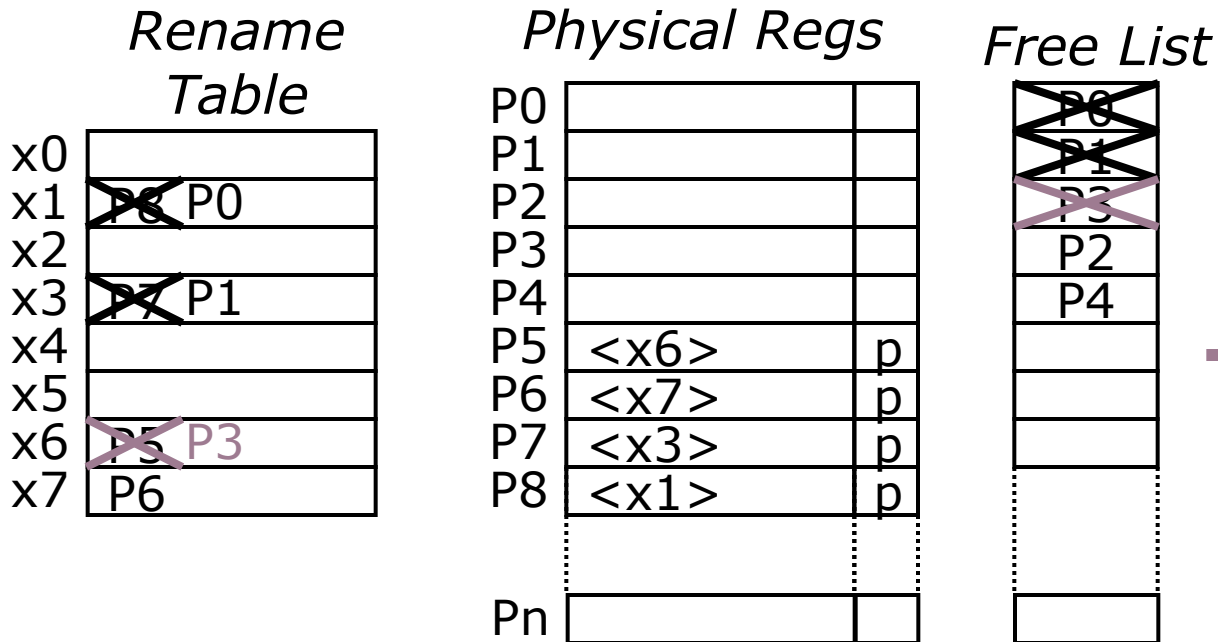 Rename Table
x0
x1 P8 P0
x2
x3 P7 P1
x4
x5
x6 P5 P3
x7 P6
Physical Regs
P0
P1
P2
P3
P4
P5 <x6> p
P6 <x7> p
P7 <x3> p
P8 <x1> p
Pn
Free List
P0
P1
P3
P2
P4